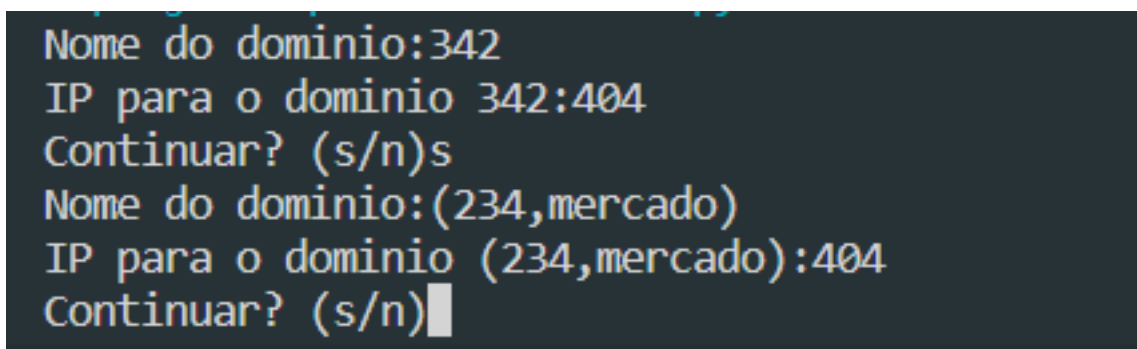 Nome do dominio:342
IP para o dominio 342:404
Continuar? (s/n)s
Nome do dominio:(234,mercado)
IP para o dominio (234,mercado):404
Continuar? (s/n)